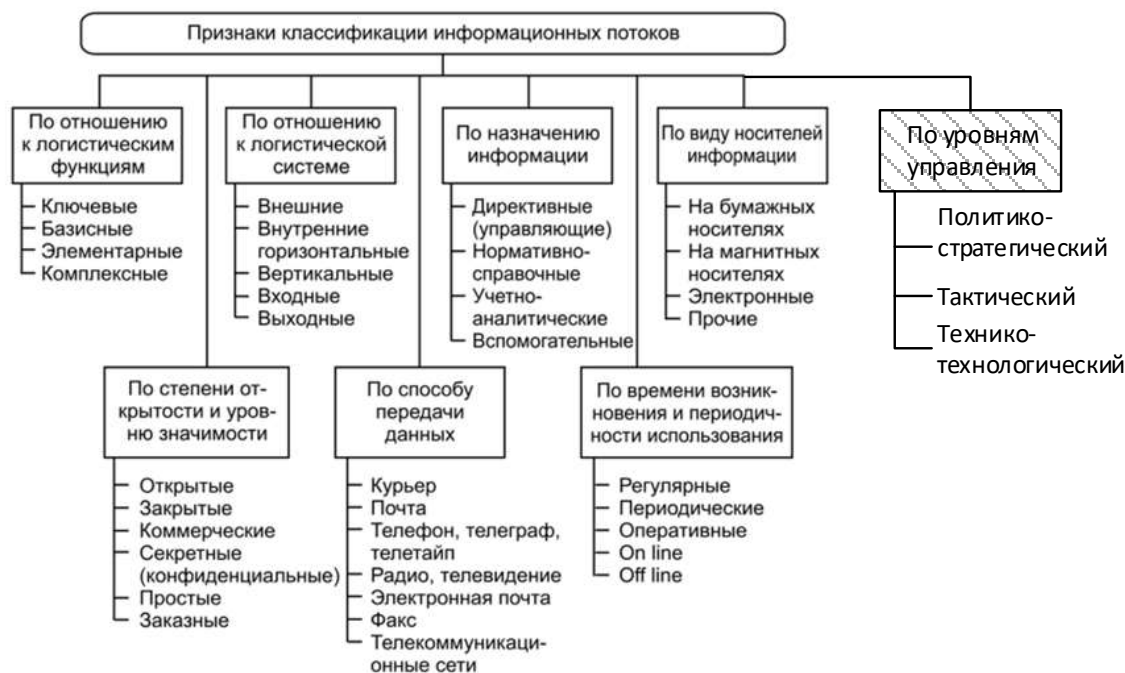 Признаки классификации информационных потоков
По отношению
к логистическим
функциям
Ключевые
Базисные
Элементарные
Комплексные
По отношению
к логистической
системе
Внешние
Внутренние
горизонтальные
Вертикальные
Входные
Выходные
По назначению
информации
Директивные
(управляющие)
Нормативно-
справочные
Учетно-
аналитические
Вспомогательные
По виду носителей
информации
На бумажных
носителях
На магнитных
носителях
Электронные
Прочие
По уровням
управления
Политико-
стратегический
Тактический
Технико-
технологический
По степени от-
крытости и уров-
ню значимости
Открытые
Закрытые
Коммерческие
Секретные
(конфиденциальные)
Простые
Заказные
По способу
передачи
данных
Курьер
Почта
Телефон, телеграф,
телетайп
Радио, телевидение
Электронная почта
Факс
Телекоммуникаци-
онные сети
По времени возник-
новения и периодич-
ности использования
Регулярные
Периодические
Оперативные
On line
Off line